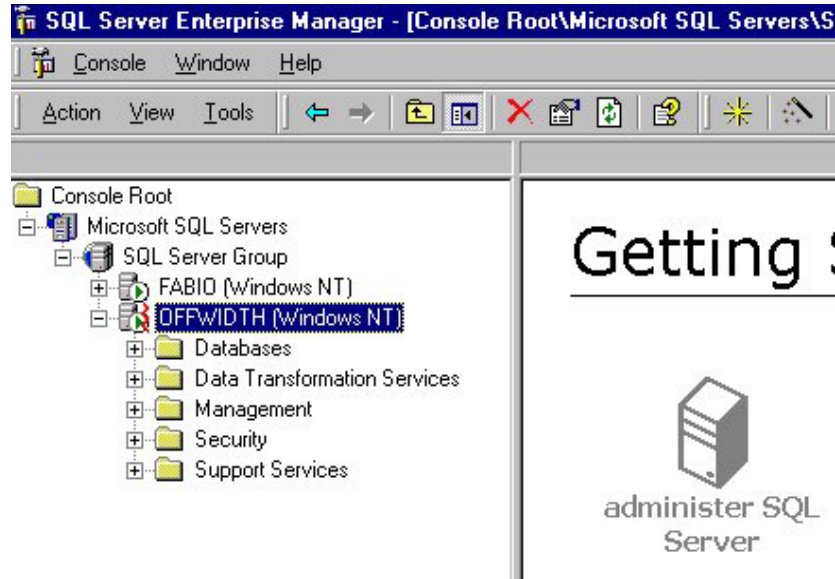 SQL Server Enterprise Manager - [Console Root\Microsoft SQL Servers\S
Console Window Help
Action View Tools
Console Root
Microsoft SQL Servers
SQL Server Group
FABIO (Windows NT)
OFFWIDTH (Windows NT)
Databases
Data Transformation Services
Management
Security
Support Services
Getting S
administer SQL
Server